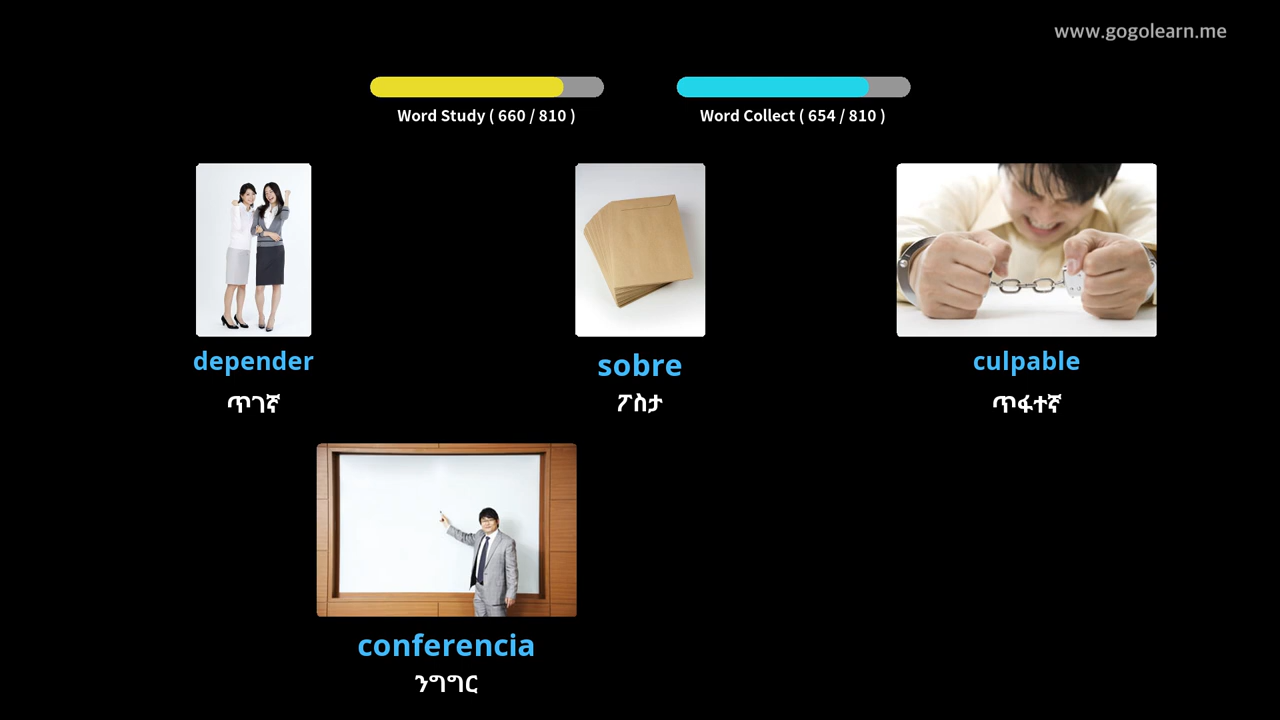 www.gogolearn.me
Word Study ( 660 / 810 )
Word Collect ( 654 / 810 )
depender
sobre
culpable
ጥገኛ
ፖስታ
ጥፋተኛ
conferencia
ንግግር